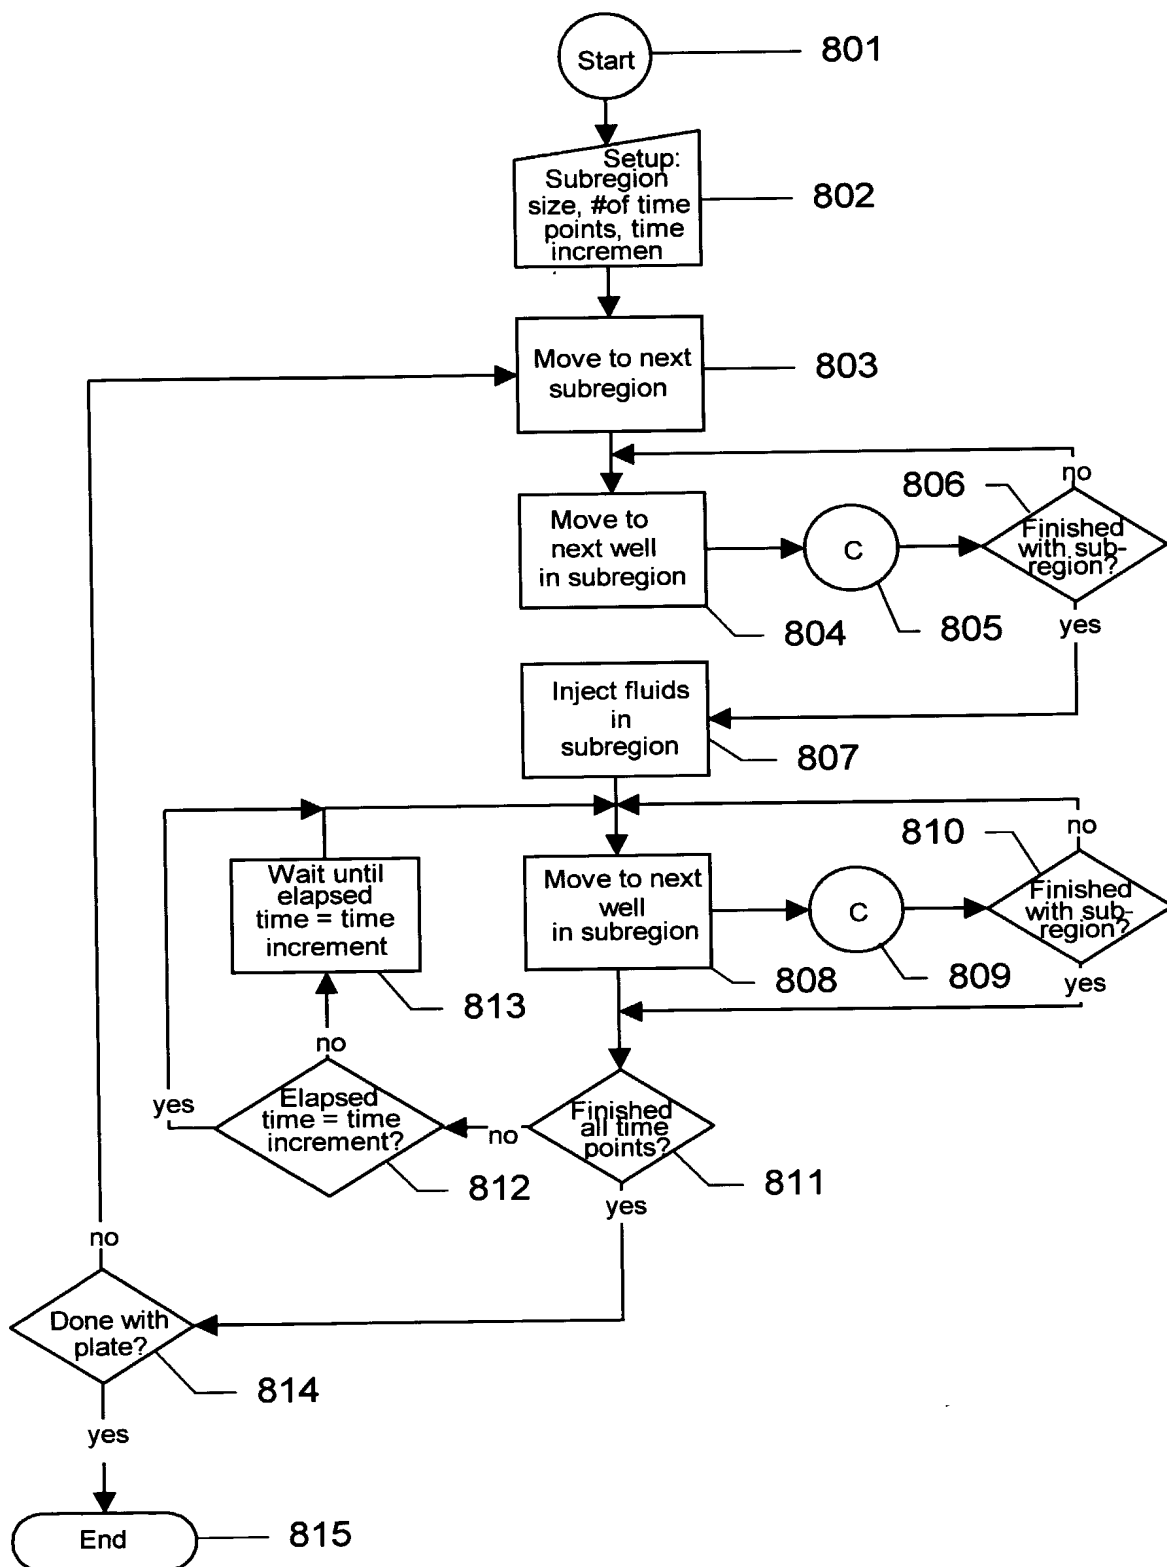 Start
801
Setup:
Subregion
size, #of time
points, time
incremen
802
Move to next
subregion
803
no
806
Move to
next well
in subregion
C
Finished
with sub-
region?
804
805
yes
Inject fluids
in
subregion
807
810
no
Wait until
elapsed
time = time
increment
Move to next
well
in subregion
C
Finished
with sub-
region?
813
808
809
yes
no
yes
Elapsed
time = time
increment?
no
Finished
all time
points?
812
811
yes
no
Done with
plate?
814
yes
End
815